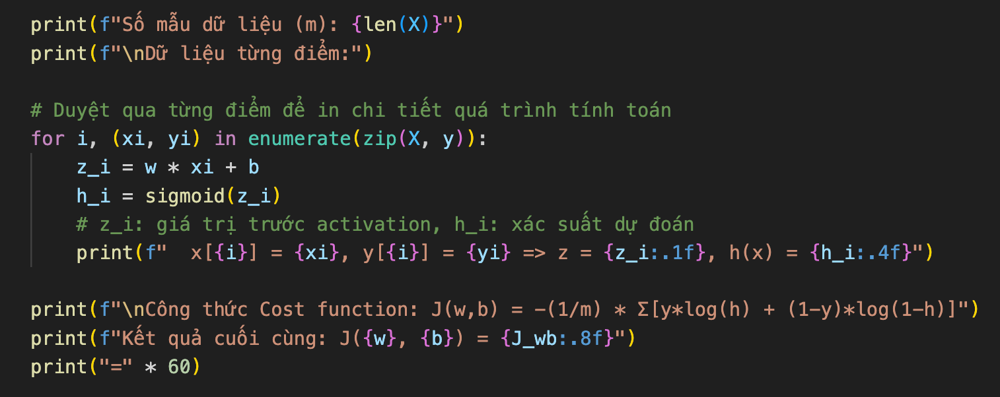 print(f"Số mẫu dữ liệu (m): {len(X)}")
print(f"\nDữ liệu từng điểm:")
# Duyệt qua từng điểm để in chi tiết quá trình tính toán
for i, (xi, yi) in enumerate(zip(X, y)):
    z_i = w * xi + b
    h_i = sigmoid(z_i)
    # z_i: giá trị trước activation, h_i: xác suất dự đoán
    print(f"  x[{i}] = {xi}, y[{i}] = {yi} => z = {z_i:.1f}, h(x) = {h_i:.4f}")
print(f"\nCông thức Cost function: J(w,b) = -(1/m) * Σ[y*log(h) + (1-y)*log(1-h)]")
print(f"Kết quả cuối cùng: J({w}, {b}) = {J_wb:.8f}")
print("=" * 60)